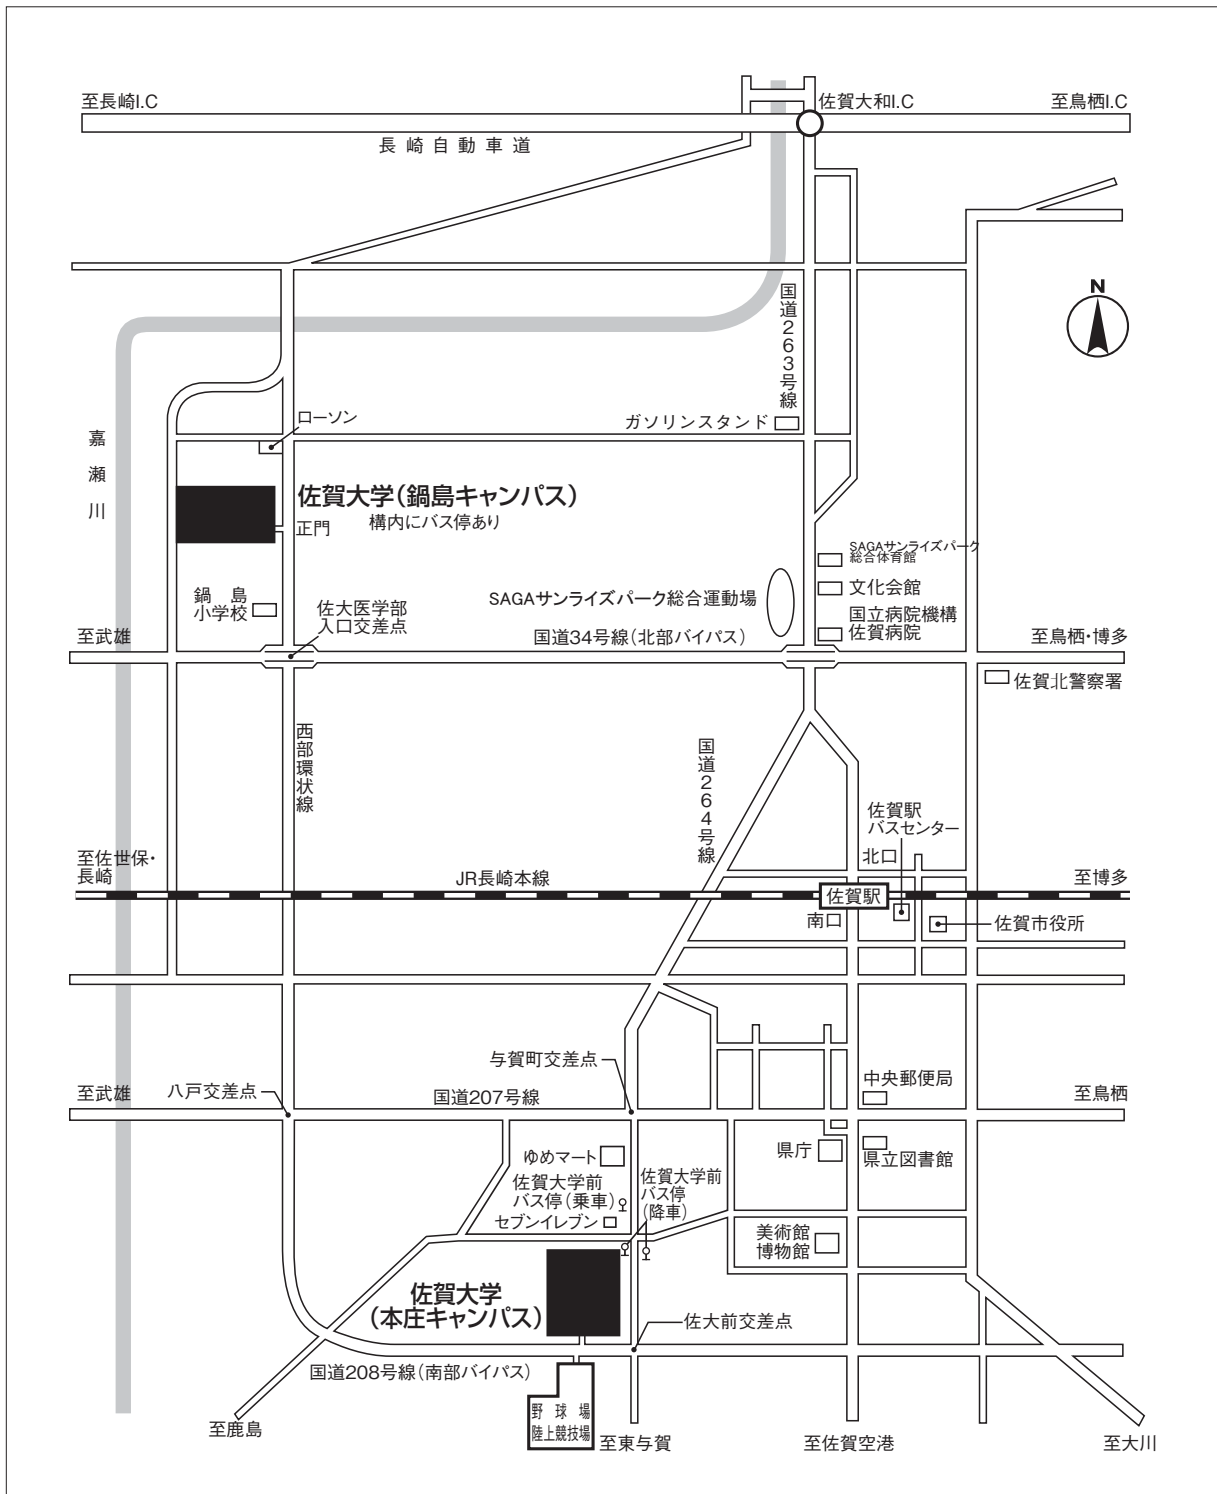 至長崎I.C
佐賀大和I.C
至鳥栖I.C
長崎自動車道
N
国道263号線
ローソン
ガソリンスタンド
嘉瀬川
佐賀大学(鍋島キャンパス)
正門
構内にバス停あり
SAGAサンライズパーク
総合体育館
鍋島
小学校
佐大医学部
入口交差点
SAGAサンライズパーク総合運動場
文化会館
国立病院機構
佐賀病院
至武雄
国道34号線(北部バイパス)
至鳥栖・博多
佐賀北警察署
西部環状線
国道264号線
佐賀駅
バスセンター
北口
至佐世保・
長崎
JR長崎本線
佐賀駅
至博多
南口
佐賀市役所
与賀町交差点
至武雄
八戸交差点
国道207号線
中央郵便局
至鳥栖
ゆめマート
県庁
県立図書館
佐賀大学前
バス停(乗車)
佐賀大学前
バス停
(降車)
セブンイレブン
美術館
博物館
佐賀大学
(本庄キャンパス)
佐大前交差点
国道208号線(南部バイパス)
野球場
陸上競技場
至鹿島
至東与賀
至佐賀空港
至大川